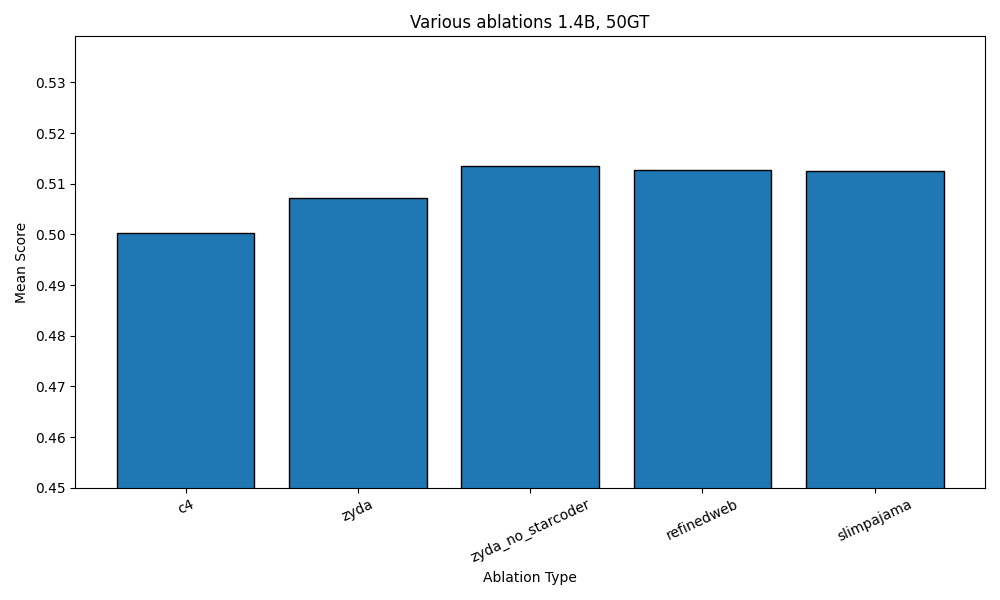 Various ablations 1.4B, 50GT
Mean Score
0.53
0.52
0.51
0.50
0.49
0.48
0.47
0.46
0.45
c4
zyda
zyda_no_starcoder
refinedweb
slimpajama
Ablation Type